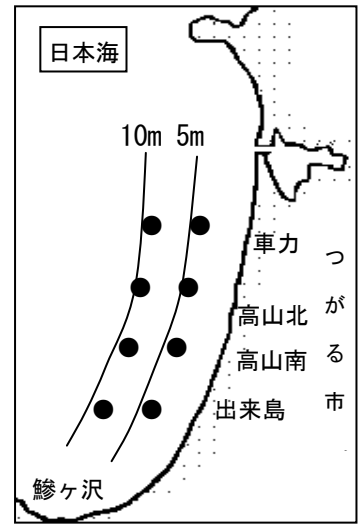 日本海
10m 5m
車力
高山北
高山南
出来島
つがる市
鰺ヶ沢